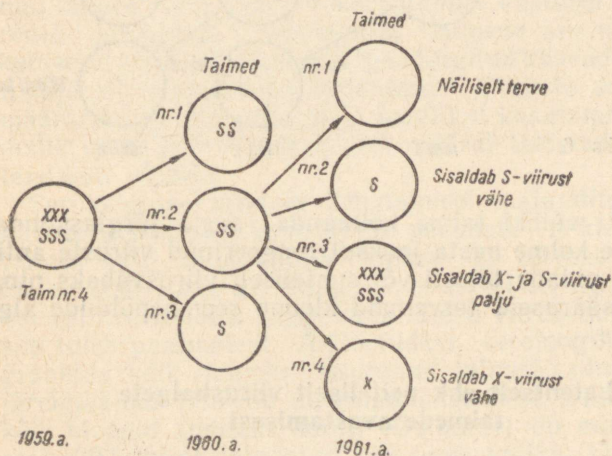 Taimed
nr.1
Näiliselt terve
Taimed
nr.1
SS
nr.2
S
Sisaldab S-viirust
vähe
XXX
SSS
Taim nr.4
nr.2
SS
nr.3
XXX
SSS
Sisaldab X-ja S-viirust
palju
nr.3
S
nr.4
X
Sisaldab X-viirust
vähe
1959.a.
1960.a.
1961.a.